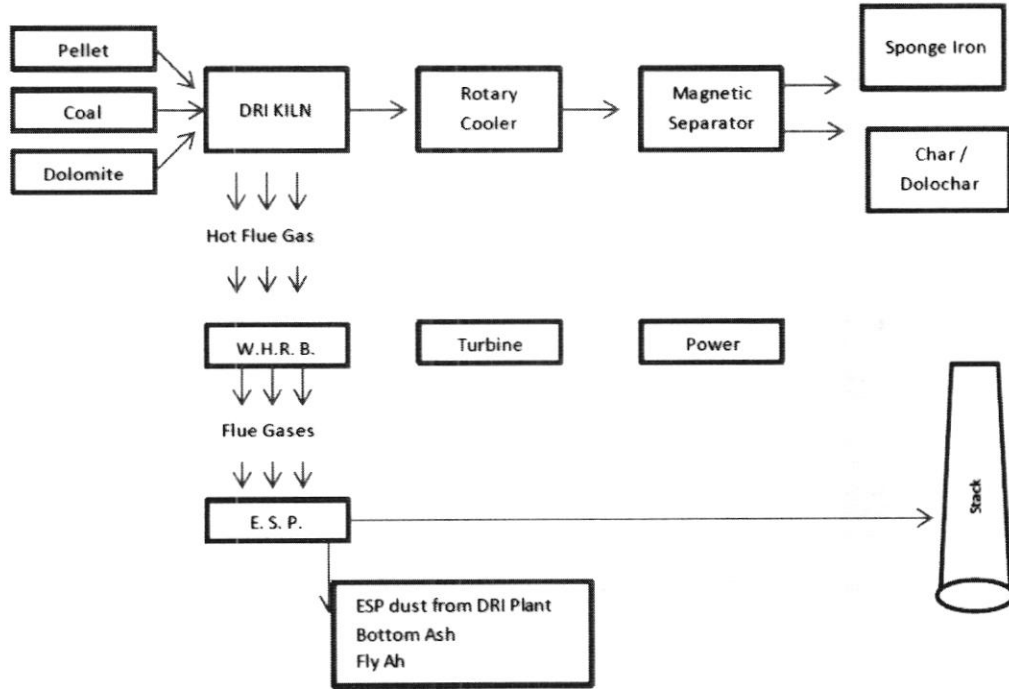 Pellet
Coal
Dolomite
DRI KILN
Rotary
Cooler
Magnetic
Separator
Sponge Iron
Char /
Dolochar
Hot Flue Gas
W.H.R.B.
Turbine
Power
Flue Gases
E. S. P.
Stack
ESP dust from DRI Plant
Bottom Ash
Fly Ah